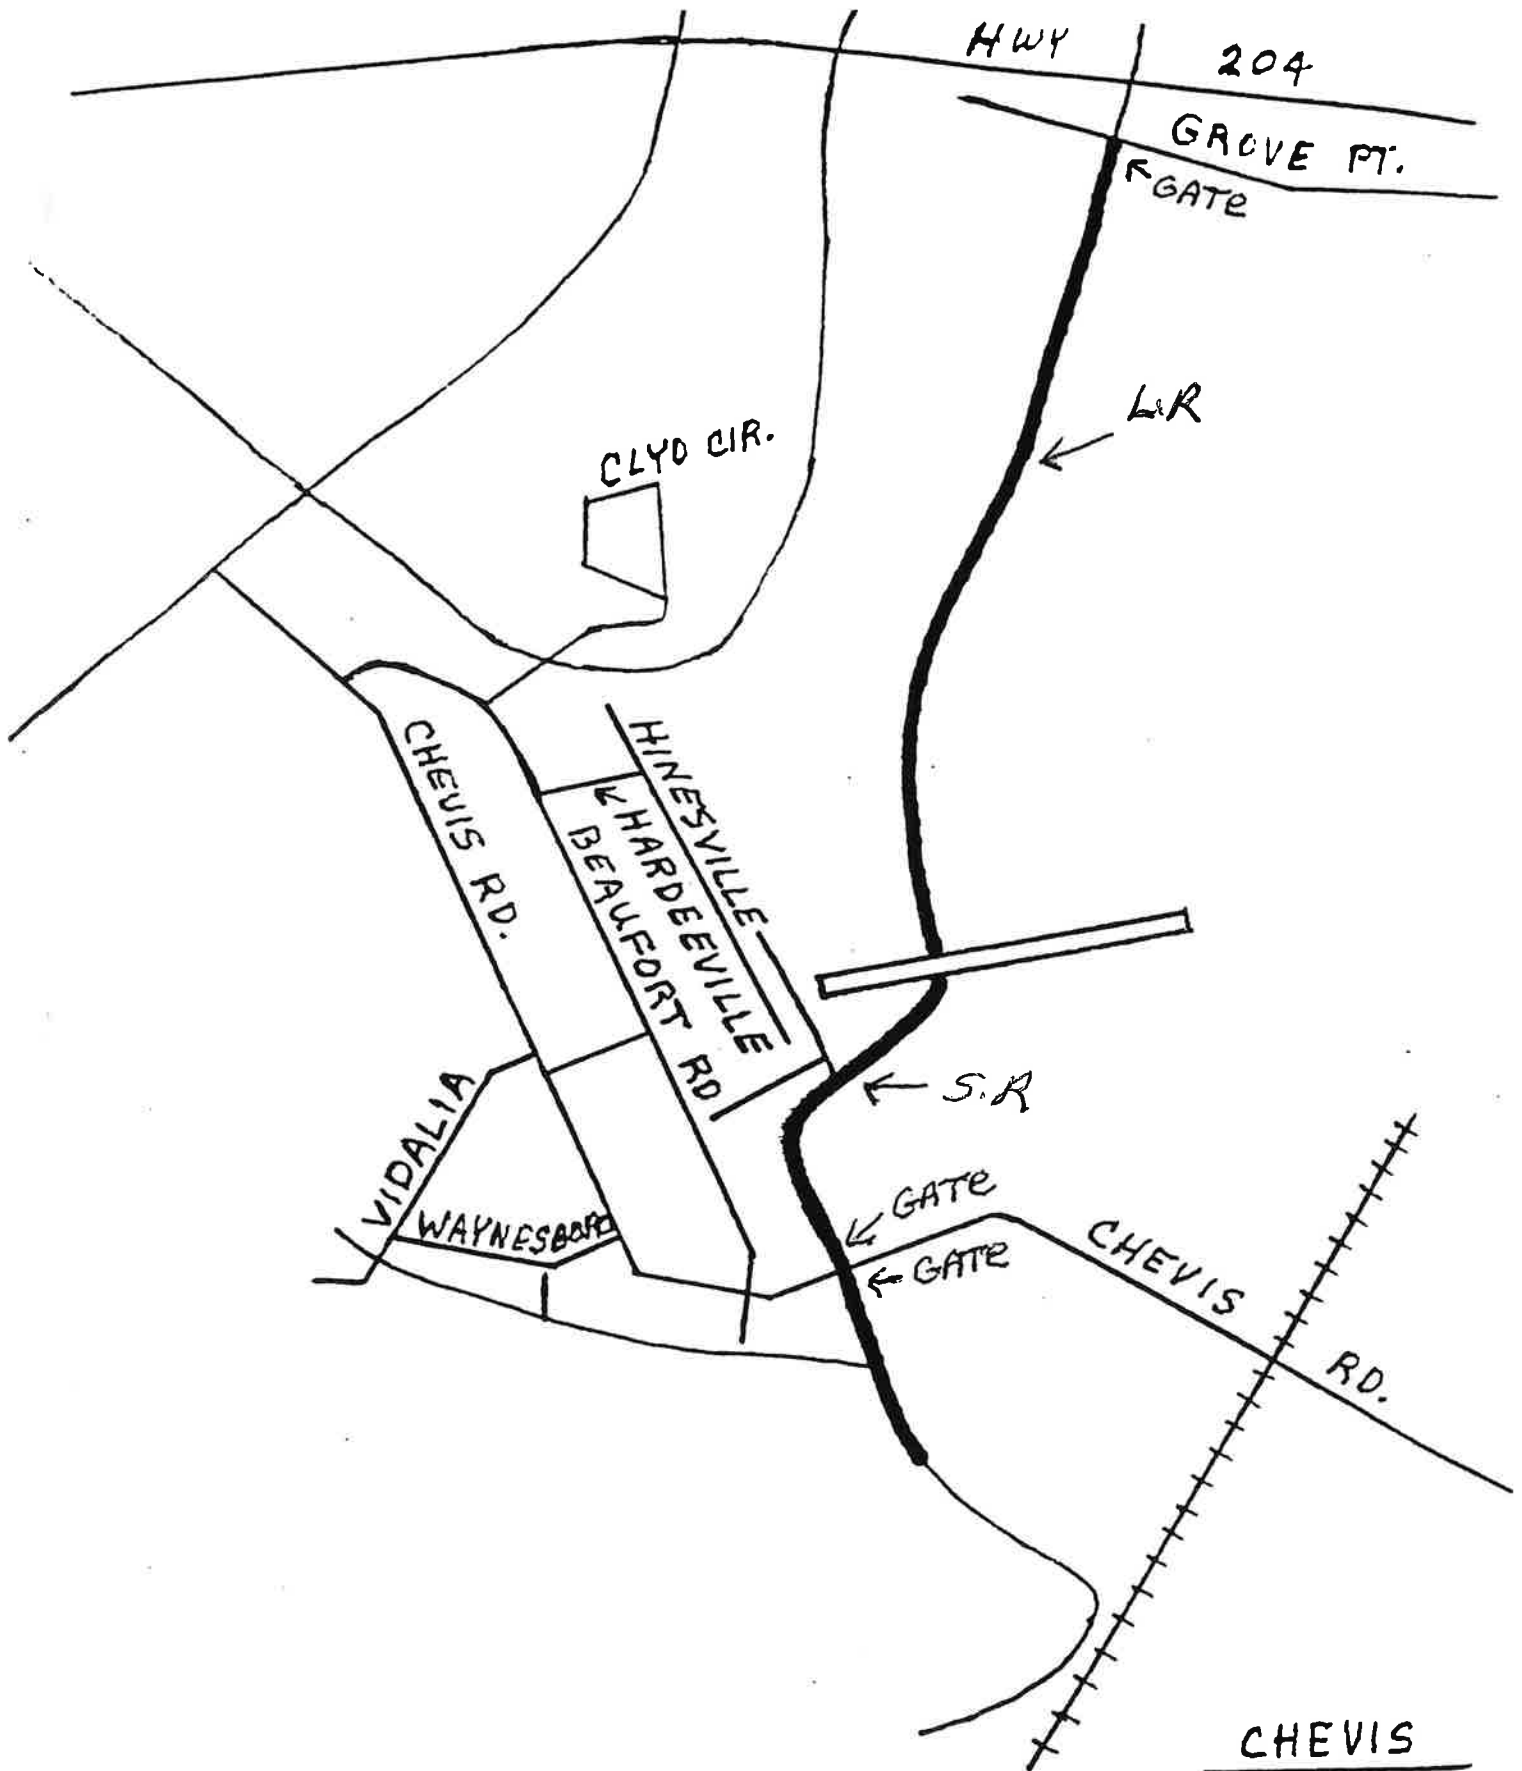 HWY 204
GROVE PT.
GATE
L.R
CLYO CIR.
HINESVILLE
HARDEEVILLE
BEAUFORT RD
CHEVIS RD.
S.R
VIDALIA
WAYNESBORO
GATE
GATE
CHEVIS RD.
CHEVIS